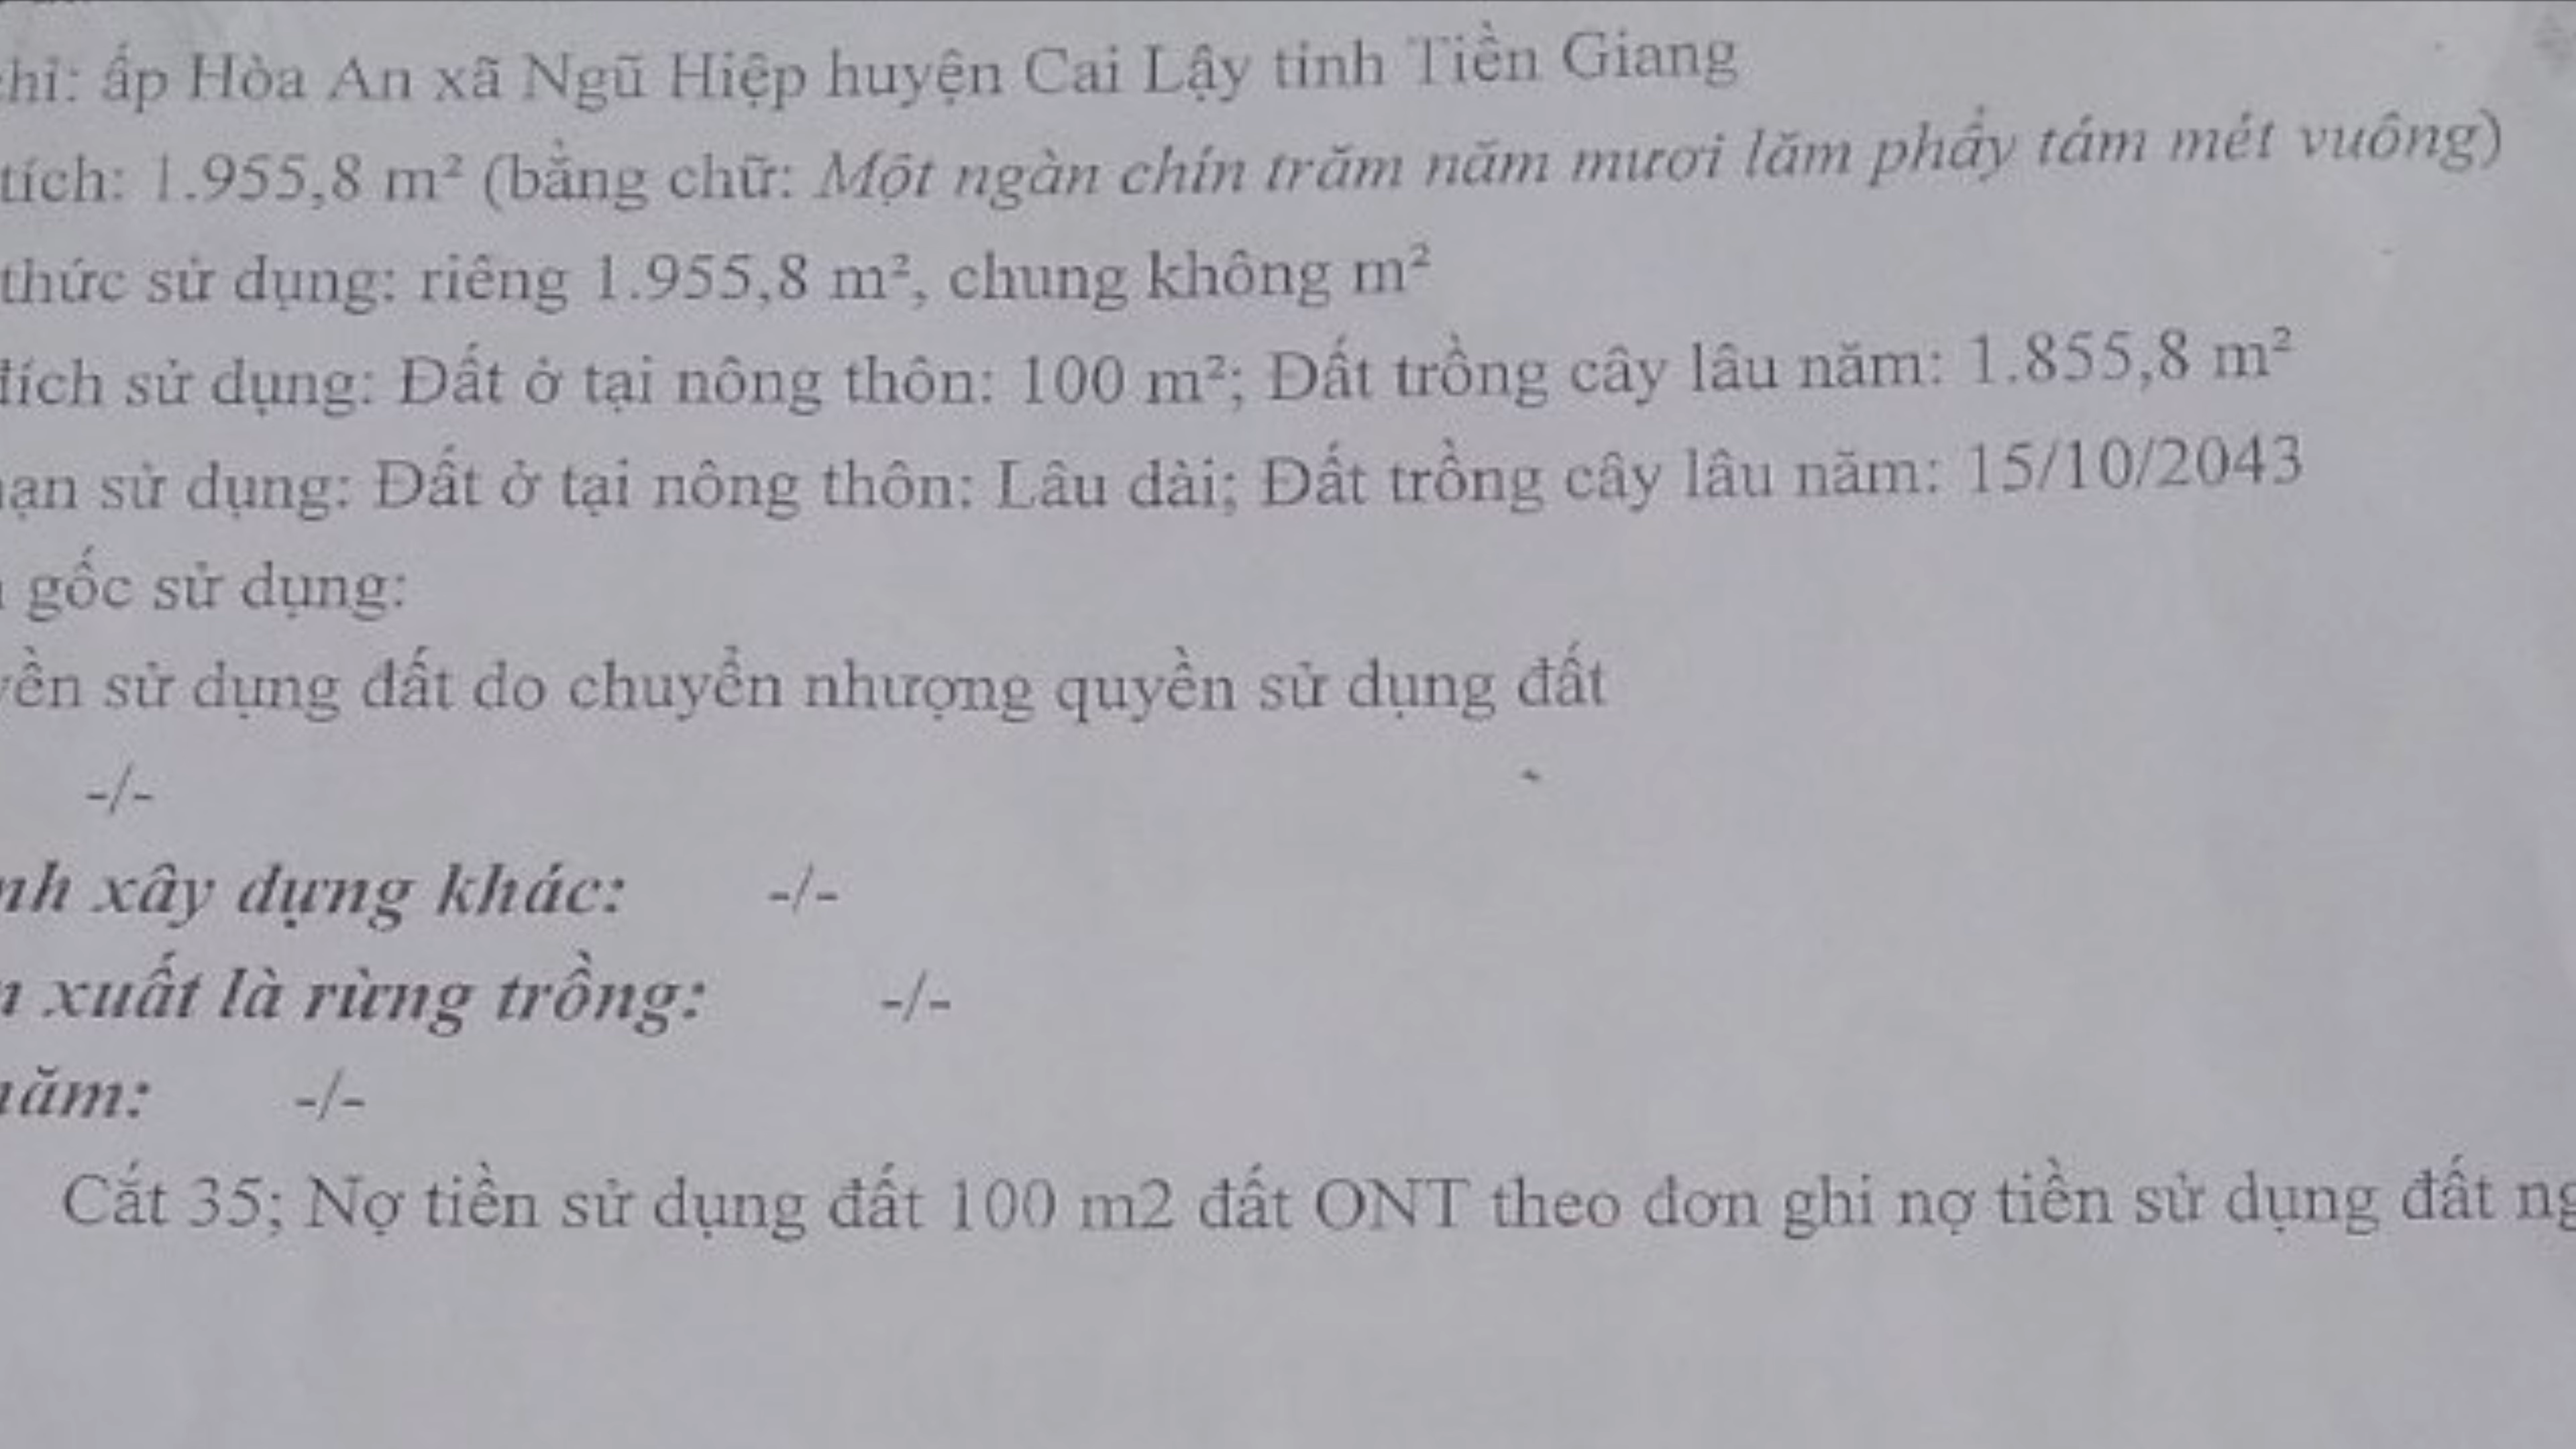 hỉ: ấp Hòa An xã Ngũ Hiệp huyện Cai Lậy tỉnh Tiền Giang
tích: 1.955,8 m² (bằng chữ: Một ngàn chín trăm năm mươi lăm phẩy tám mét vuông)
thức sử dụng: riêng 1.955,8 m², chung không m²
đích sử dụng: Đất ở tại nông thôn: 100 m²; Đất trồng cây lâu năm: 1.855,8 m²
ạn sử dụng: Đất ở tại nông thôn: Lâu dài; Đất trồng cây lâu năm: 15/10/2043
gốc sử dụng:
yền sử dụng đất do chuyển nhượng quyền sử dụng đất
-/-
nh xây dựng khác: -/-
n xuất là rừng trồng: -/-
năm: -/-
Cắt 35; Nợ tiền sử dụng đất 100 m2 đất ONT theo đơn ghi nợ tiền sử dụng đất ng